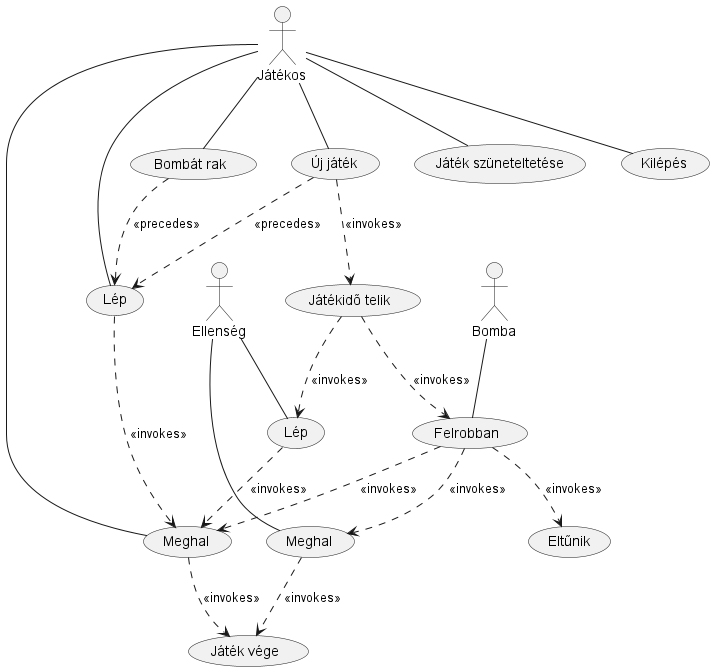 Játékos
Bombát rak
Új játék
Játék szüneteltetése
Kilépés
«precedes»
«precedes»
«invokes»
Lép
Ellenség
Játékidő telik
Bomba
«invokes»
«invokes»
«invokes»
Lép
Felrobban
«invokes»
«invokes»
«invokes»
«invokes»
Meghal
Meghal
Eltűnik
«invokes»
«invokes»
Játék vége